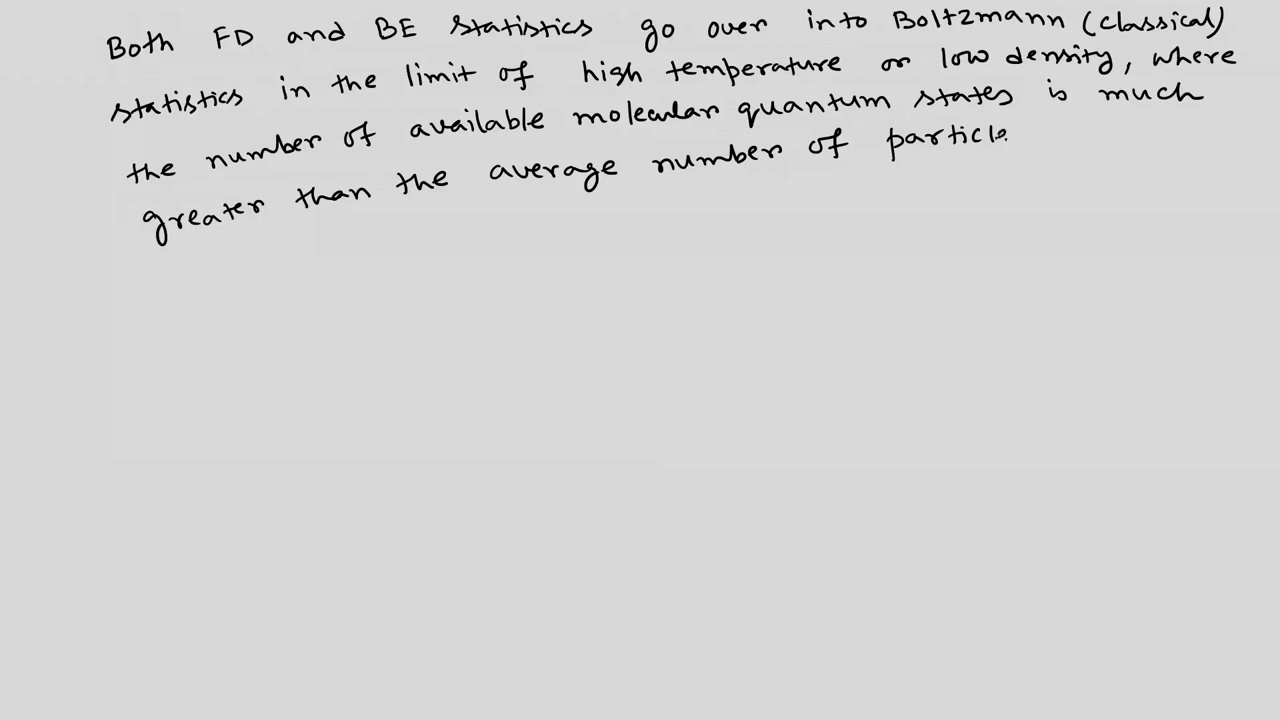 Both FD and BE statistics go over into Boltzmann (classical)
statistics in the limit of high temperature or low density, where
the number of available molecular quantum states is much
greater than the average number of particle